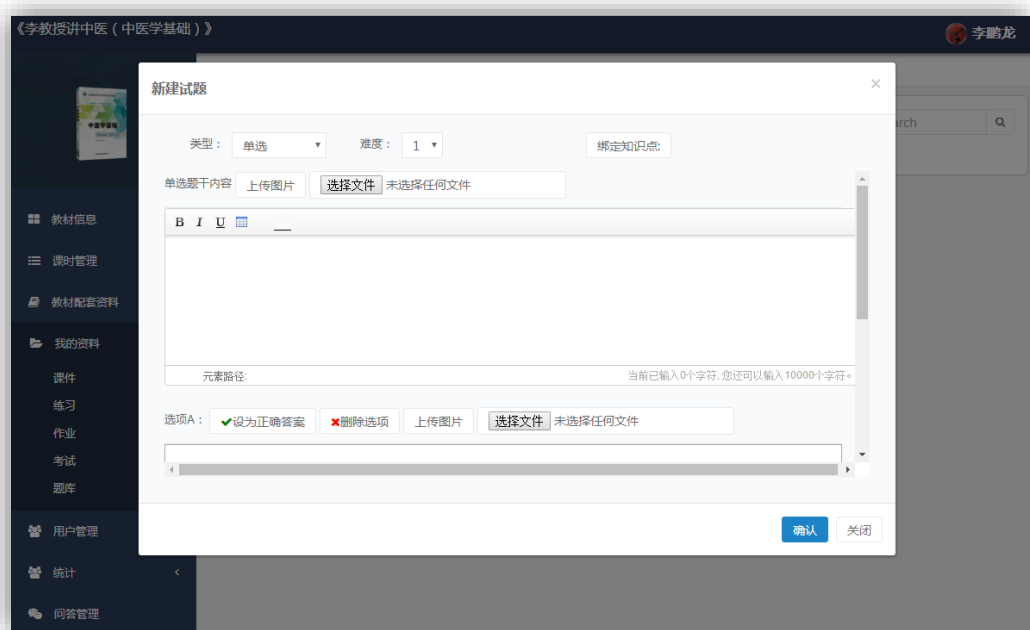 《李教授讲中医（中医学基础）》
李鹏龙
新建试题
×
类型： 单选 难度： 1 绑定知识点:
rch
单选题干内容 上传图片 选择文件 未选择任何文件
B I U
元素路径: 当前已输入0个字符, 您还可以输入10000个字符。
选项A： 设为正确答案 删除选项 上传图片 选择文件 未选择任何文件
确认 关闭
中医学基础
教材信息
课时管理
教材配套资料
我的资料
课件
练习
作业
考试
题库
用户管理
统计
问答管理